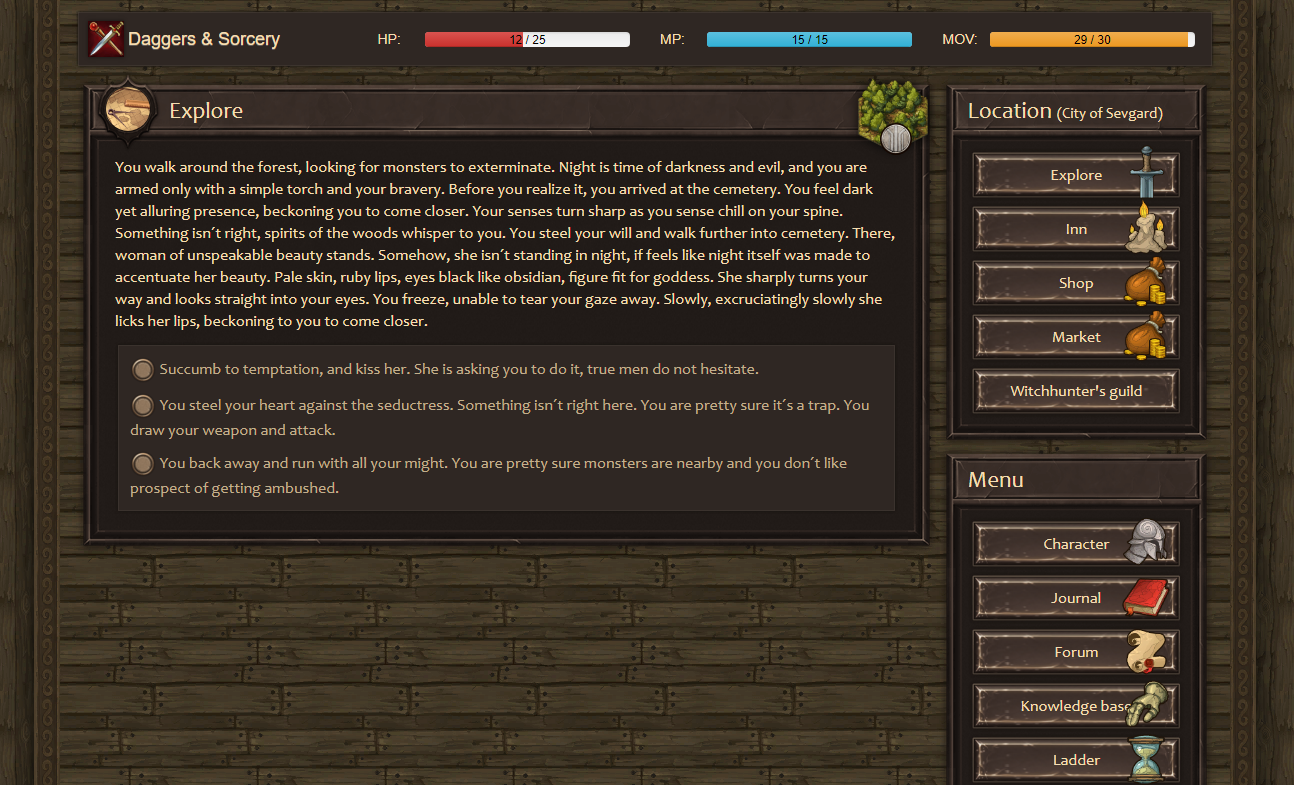 Daggers & Sorcery
HP:
12 / 25
MP:
15 / 15
MOV:
29 / 30
Explore
You walk around the forest, looking for monsters to exterminate. Night is time of darkness and evil, and you are
armed only with a simple torch and your bravery. Before you realize it, you arrived at the cemetery. You feel dark
yet alluring presence, beckoning you to come closer. Your senses turn sharp as you sense chill on your spine.
Something isn´t right, spirits of the woods whisper to you. You steel your will and walk further into cemetery. There,
woman of unspeakable beauty stands. Somehow, she isn´t standing in night, if feels like night itself was made to
accentuate her beauty. Pale skin, ruby lips, eyes black like obsidian, figure fit for goddess. She sharply turns your
way and looks straight into your eyes. You freeze, unable to tear your gaze away. Slowly, excruciatingly slowly she
licks her lips, beckoning to you to come closer.
Succumb to temptation, and kiss her. She is asking you to do it, true men do not hesitate.
You steel your heart against the seductress. Something isn´t right here. You are pretty sure it´s a trap. You
draw your weapon and attack.
You back away and run with all your might. You are pretty sure monsters are nearby and you don´t like
prospect of getting ambushed.
Location (City of Sevgard)
Explore
Inn
Shop
Market
Witchhunter's guild
Menu
Character
Journal
Forum
Knowledge base
Ladder